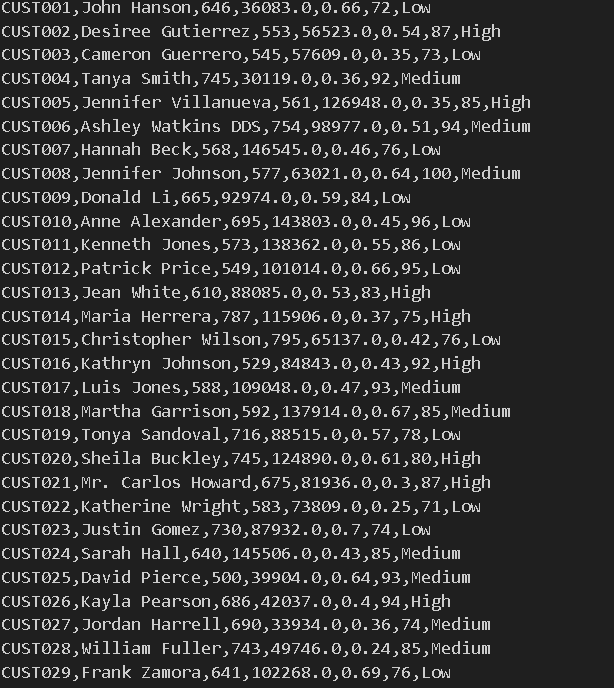 CUST001,John Hanson,646,36083.0,0.66,72,Low
CUST002,Desiree Gutierrez,553,56523.0,0.54,87,High
CUST003,Cameron Guerrero,545,57609.0,0.35,73,Low
CUST004,Tanya Smith,745,30119.0,0.36,92,Medium
CUST005,Jennifer Villanueva,561,126948.0,0.35,85,High
CUST006,Ashley Watkins DDS,754,98977.0,0.51,94,Medium
CUST007,Hannah Beck,568,146545.0,0.46,76,Low
CUST008,Jennifer Johnson,577,63021.0,0.64,100,Medium
CUST009,Donald Li,665,92974.0,0.59,84,Low
CUST010,Anne Alexander,695,143803.0,0.45,96,Low
CUST011,Kenneth Jones,573,138362.0,0.55,86,Low
CUST012,Patrick Price,549,101014.0,0.66,95,Low
CUST013,Jean White,610,88085.0,0.53,83,High
CUST014,Maria Herrera,787,115906.0,0.37,75,High
CUST015,Christopher Wilson,795,65137.0,0.42,76,Low
CUST016,Kathryn Johnson,529,84843.0,0.43,92,High
CUST017,Luis Jones,588,109048.0,0.47,93,Medium
CUST018,Martha Garrison,592,137914.0,0.67,85,Medium
CUST019,Tonya Sandoval,716,88515.0,0.57,78,Low
CUST020,Sheila Buckley,745,124890.0,0.61,80,High
CUST021,Mr. Carlos Howard,675,81936.0,0.3,87,High
CUST022,Katherine Wright,583,73809.0,0.25,71,Low
CUST023,Justin Gomez,730,87932.0,0.7,74,Low
CUST024,Sarah Hall,640,145506.0,0.43,85,Medium
CUST025,David Pierce,500,39904.0,0.64,93,Medium
CUST026,Kayla Pearson,686,42037.0,0.4,94,High
CUST027,Jordan Harrell,690,33934.0,0.36,74,Medium
CUST028,William Fuller,743,49746.0,0.24,85,Medium
CUST029,Frank Zamora,641,102268.0,0.69,76,Low